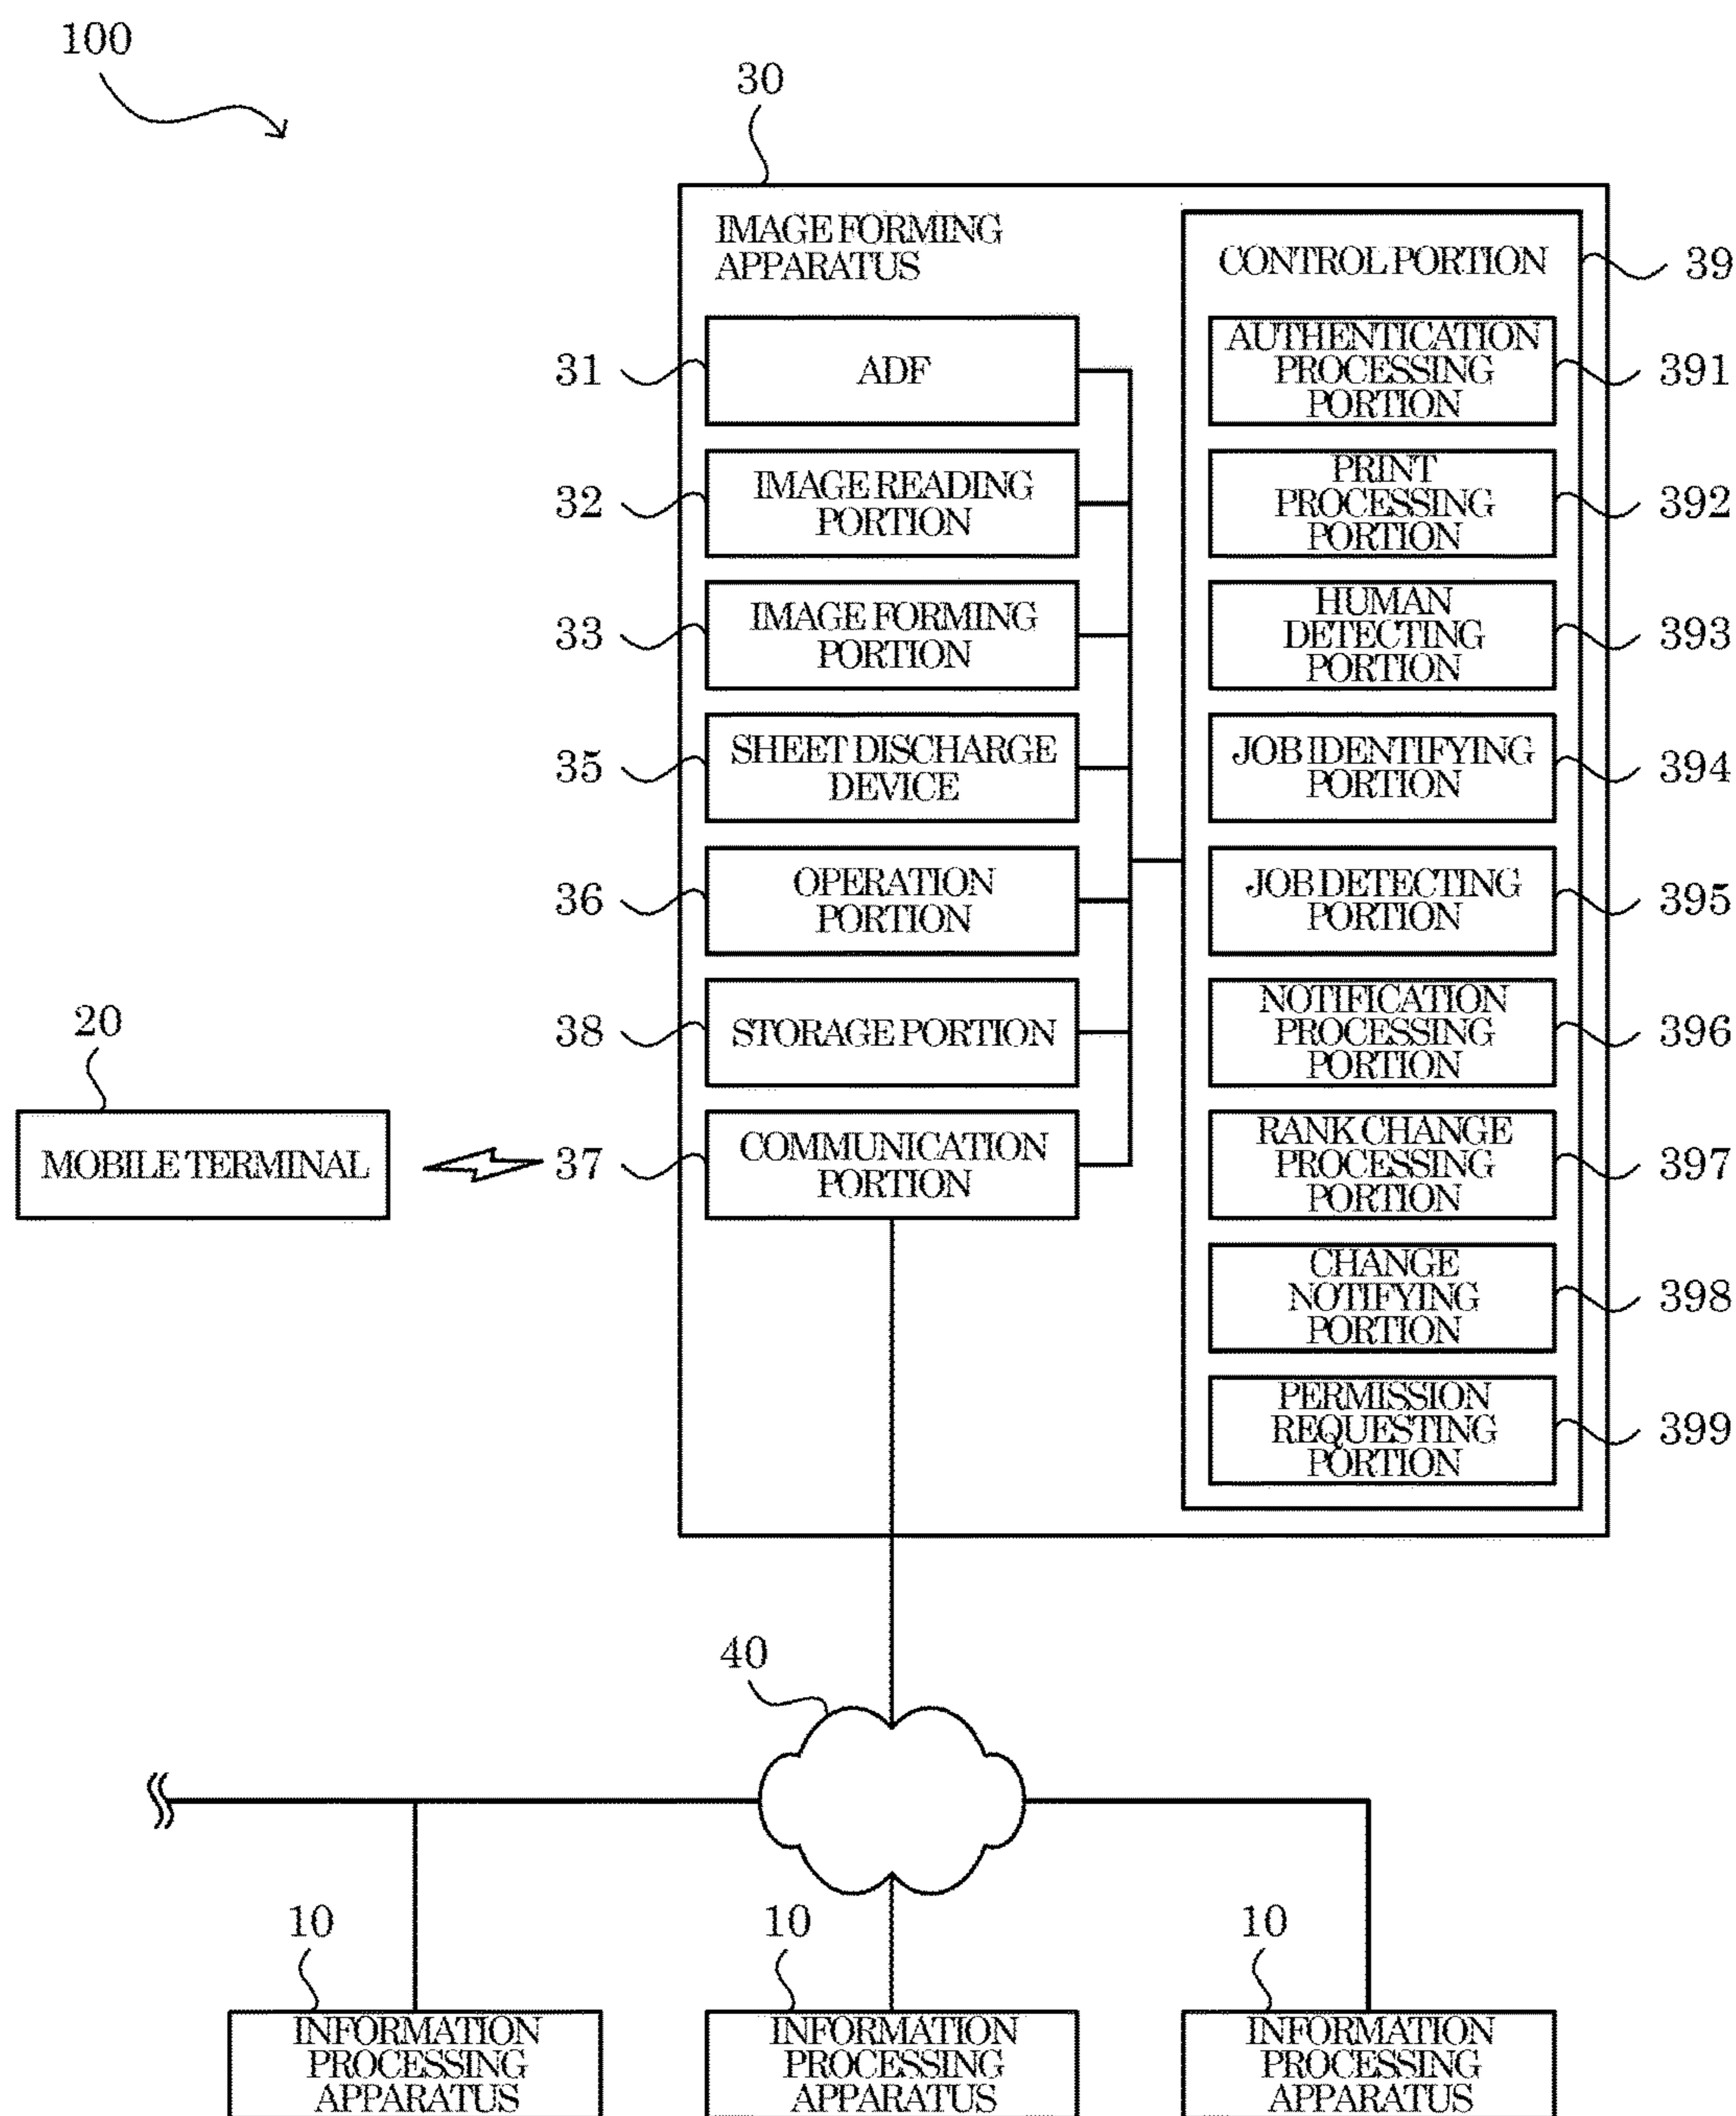 100
30
IMAGE FORMING
APPARATUS
CONTROL PORTION
39
31
ADF
AUTHENTICATION
PROCESSING
PORTION
391
32
IMAGE READING
PORTION
PRINT
PROCESSING
PORTION
392
33
IMAGE FORMING
PORTION
HUMAN
DETECTING
PORTION
393
35
SHEET DISCHARGE
DEVICE
JOB IDENTIFYING
PORTION
394
36
OPERATION
PORTION
JOB DETECTING
PORTION
395
38
STORAGE PORTION
NOTIFICATION
PROCESSING
PORTION
396
20
MOBILE TERMINAL
37
COMMUNICATION
PORTION
RANK CHANGE
PROCESSING
PORTION
397
CHANGE
NOTIFYING
PORTION
398
PERMISSION
REQUESTING
PORTION
399
40
10
INFORMATION
PROCESSING
APPARATUS
10
INFORMATION
PROCESSING
APPARATUS
10
INFORMATION
PROCESSING
APPARATUS